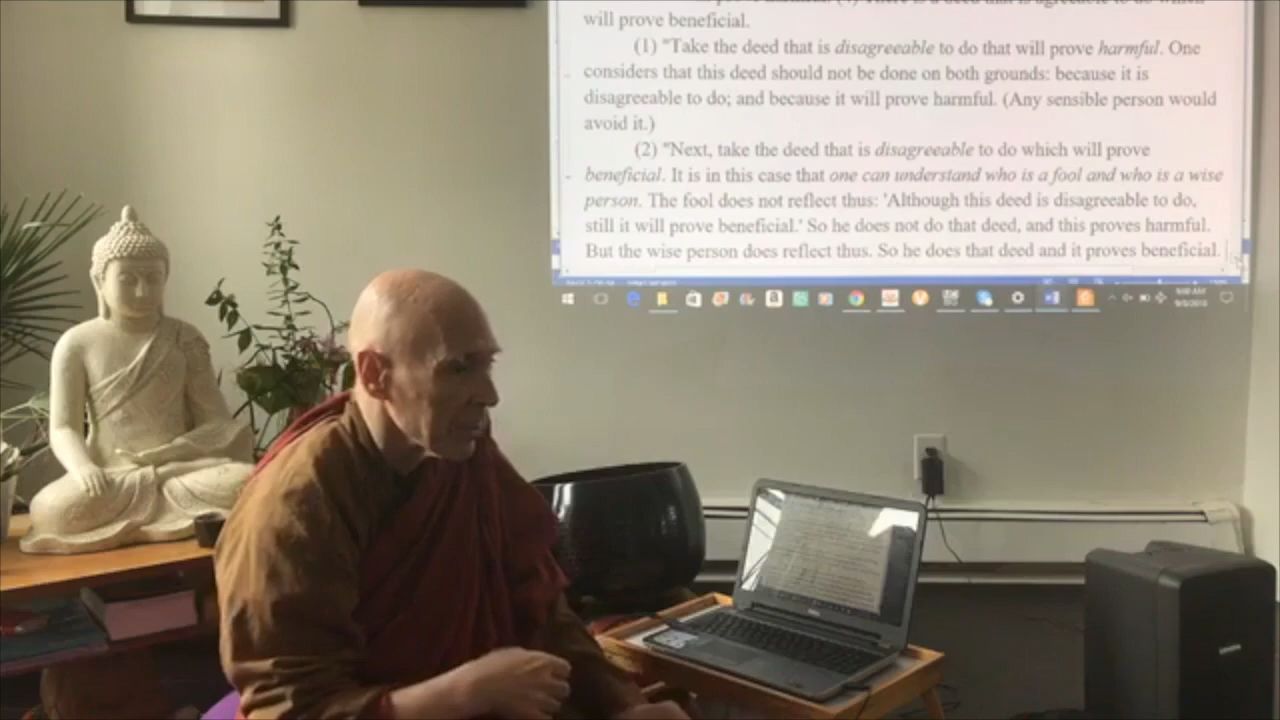 will prove beneficial.
(1) "Take the deed that is disagreeable to do that will prove harmful. One
considers that this deed should not be done on both grounds: because it is
disagreeable to do; and because it will prove harmful. (Any sensible person would
avoid it.)
(2) "Next, take the deed that is disagreeable to do which will prove
beneficial. It is in this case that one can understand who is a fool and who is a wise
person. The fool does not reflect thus: 'Although this deed is disagreeable to do,
still it will prove beneficial.' So he does not do that deed, and this proves harmful.
But the wise person does reflect thus. So he does that deed and it proves beneficial.